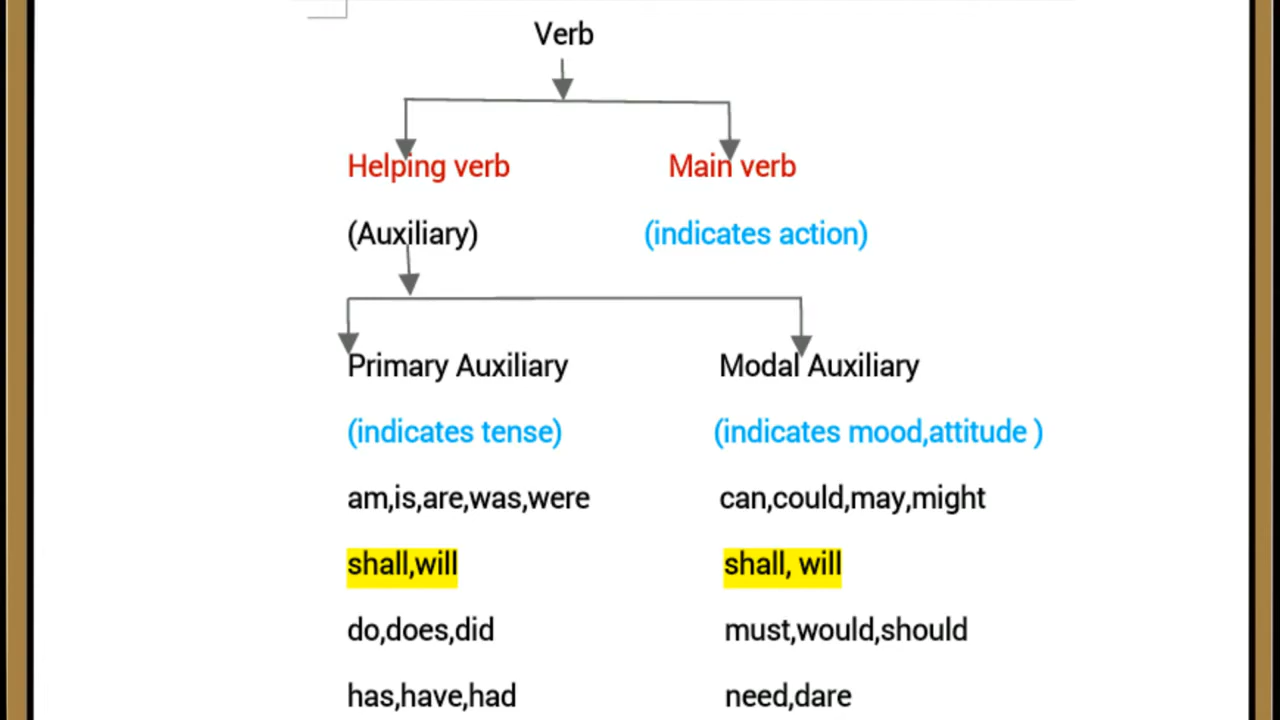 Verb
Helping verb Main verb
(Auxiliary) (indicates action)
Primary Auxiliary Modal Auxiliary
(indicates tense) (indicates mood,attitude )
am,is,are,was,were can,could,may,might
shall,will shall, will
do,does,did must,would,should
has,have,had need,dare